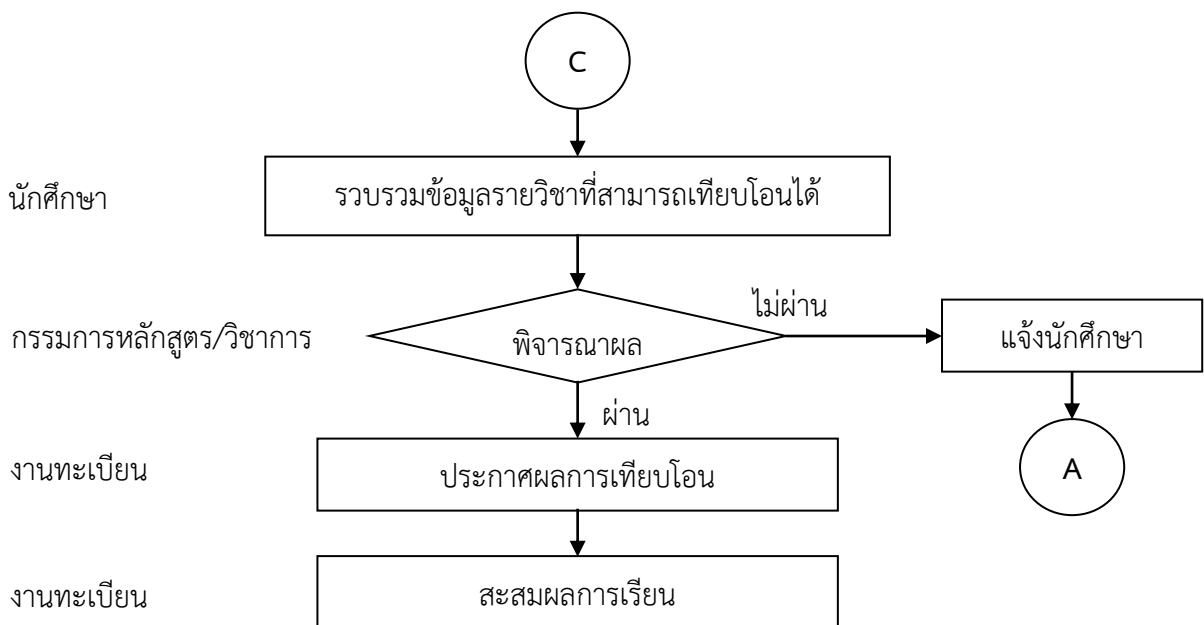 C
นักศึกษา
รวบรวมข้อมูลรายวิชาที่สามารถเทียบโอนได้
ไม่ผ่าน
กรรมการหลักสูตร/วิชาการ
พิจารณาผล
แจ้งนักศึกษา
ผ่าน
งานทะเบียน
ประกาศผลการเทียบโอน
A
งานทะเบียน
สะสมผลการเรียน